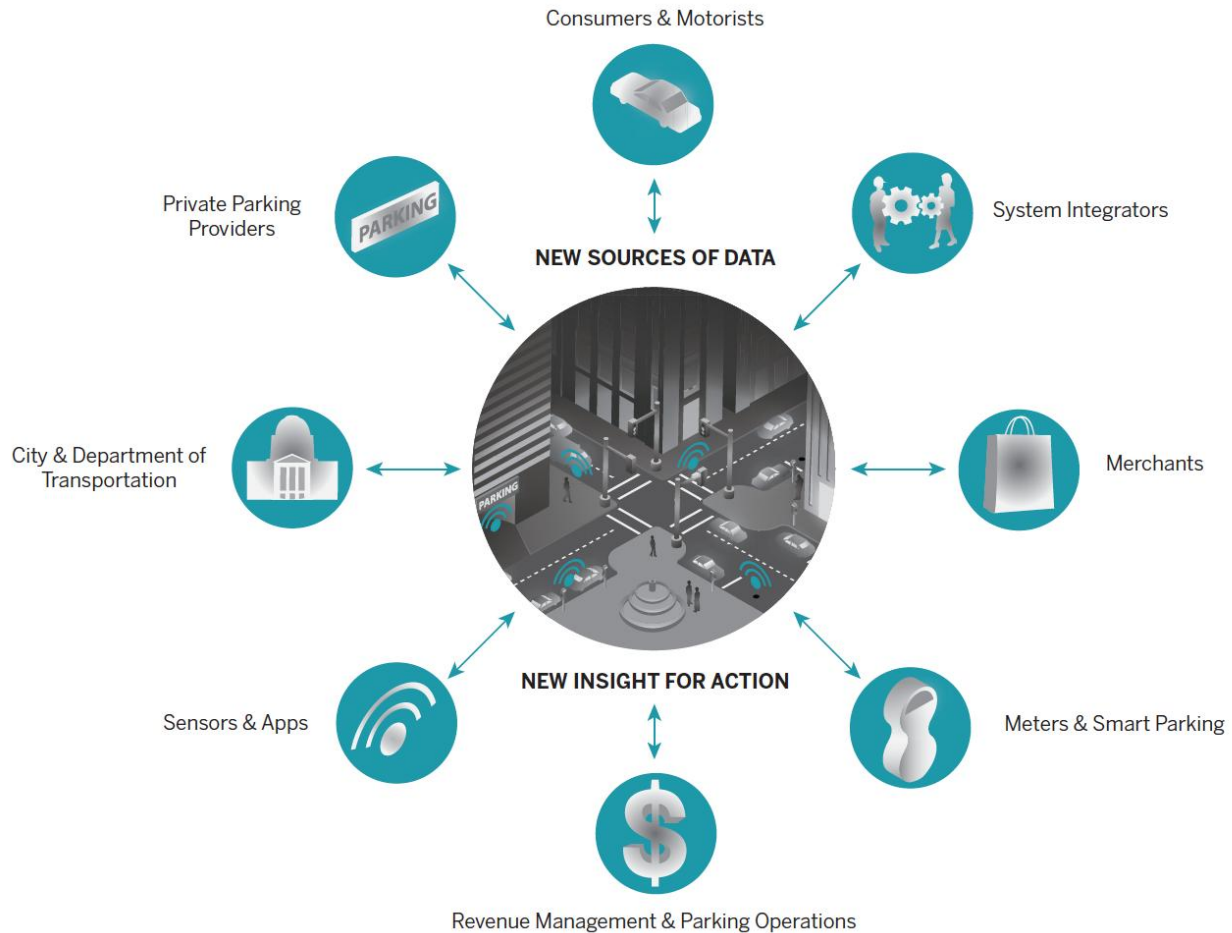 Consumers & Motorists
Private Parking
Providers
PARKING
System Integrators
NEW SOURCES OF DATA
City & Department of
Transportation
PARKING
Merchants
NEW INSIGHT FOR ACTION
Sensors & Apps
Meters & Smart Parking
$
Revenue Management & Parking Operations